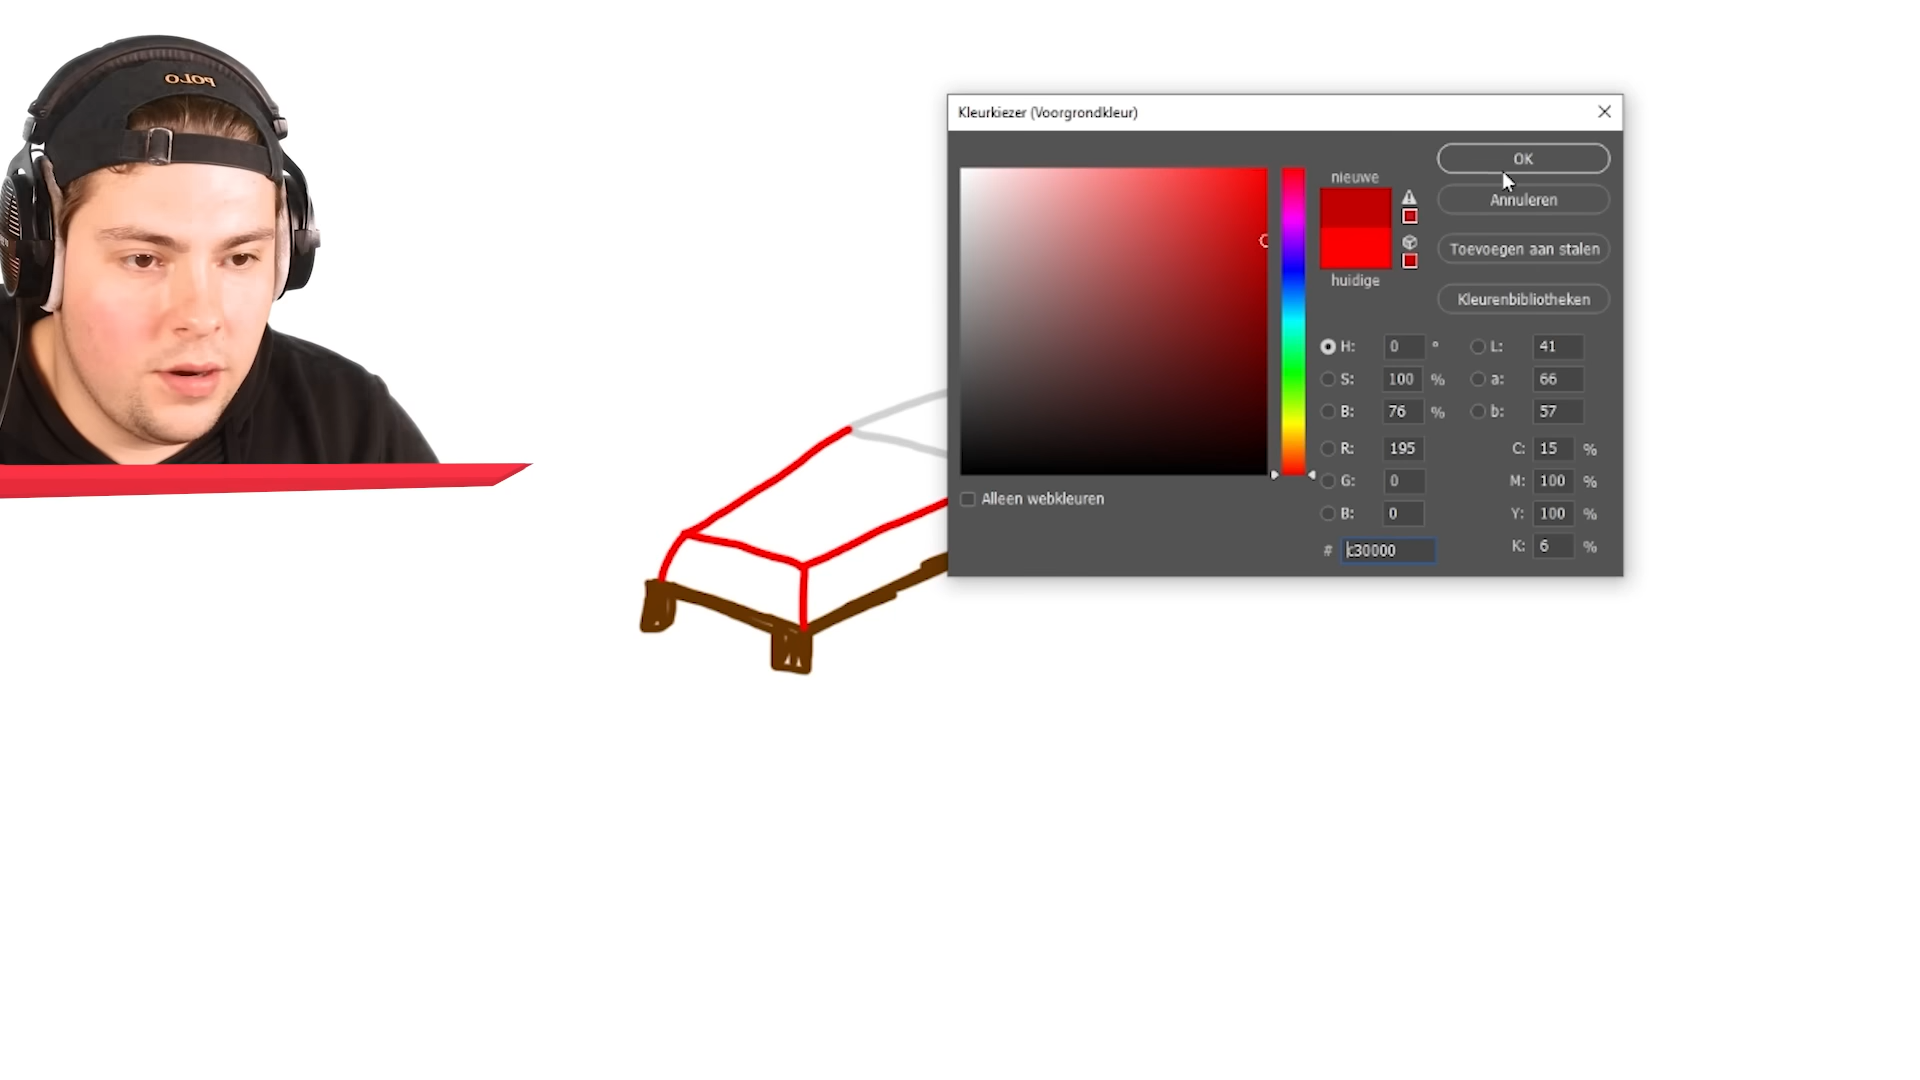 POLO
Kleurkiezer (Voorgrondkleur)
OK
nieuwe
Annuleren
Toevoegen aan stalen
huidige
Kleurenbibliotheken
H: 0 ° L: 41
S: 100 % a: 66
B: 76 % b: 57
R: 195 C: 15 %
G: 0 M: 100 %
Alleen webkleuren
B: 0 Y: 100 %
# c30000 K: 6 %